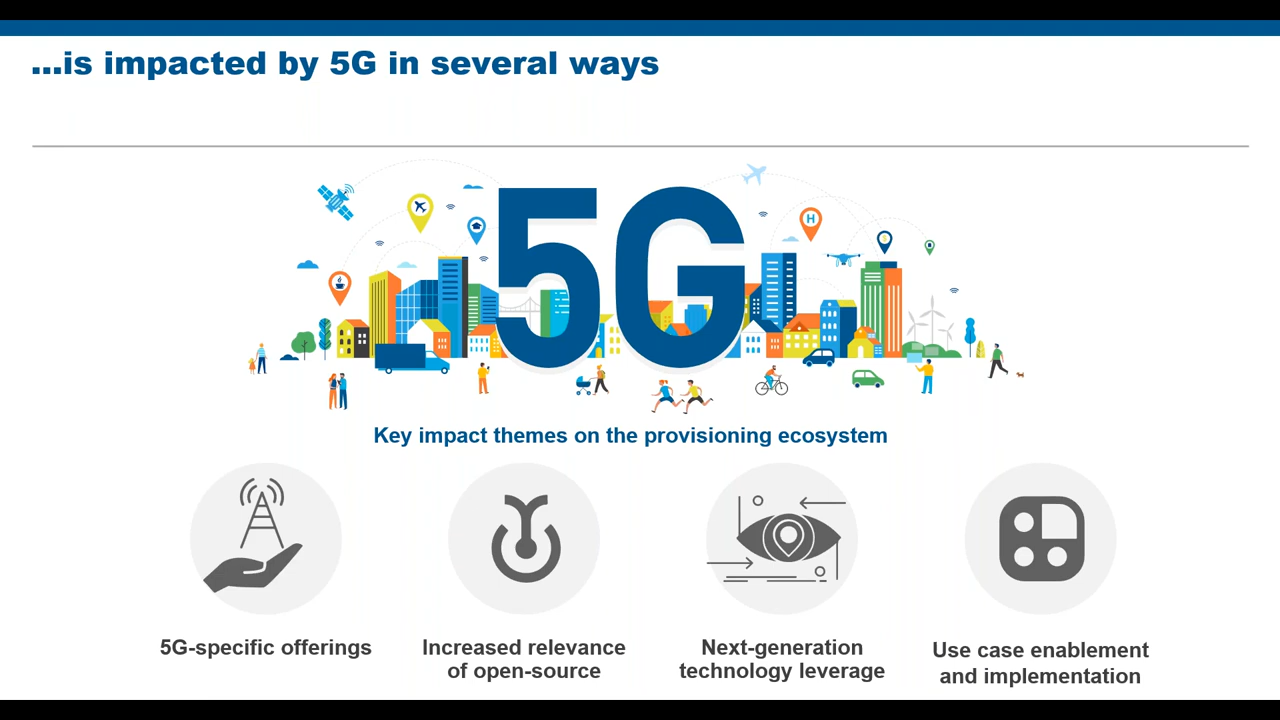 ...is impacted by 5G in several ways
5G
H
Key impact themes on the provisioning ecosystem
5G-specific offerings
Increased relevance
of open-source
Next-generation
technology leverage
Use case enablement
and implementation